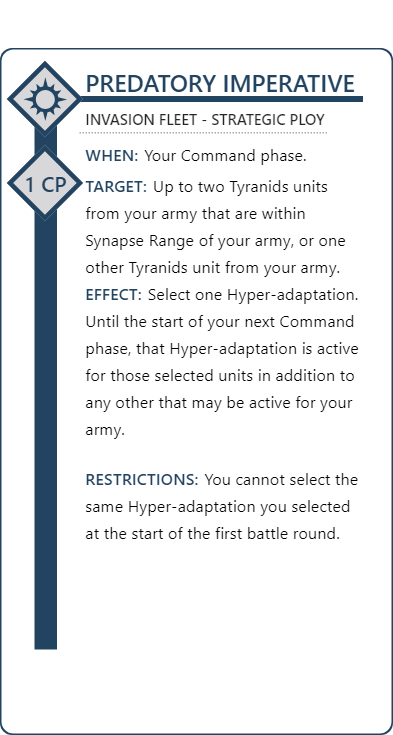 PREDATORY IMPERATIVE
INVASION FLEET - STRATEGIC PLOY
WHEN: Your Command phase.
1 CP
TARGET: Up to two Tyranids units
from your army that are within
Synapse Range of your army, or one
other Tyranids unit from your army.
EFFECT: Select one Hyper-adaptation.
Until the start of your next Command
phase, that Hyper-adaptation is active
for those selected units in addition to
any other that may be active for your
army.
RESTRICTIONS: You cannot select the
same Hyper-adaptation you selected
at the start of the first battle round.